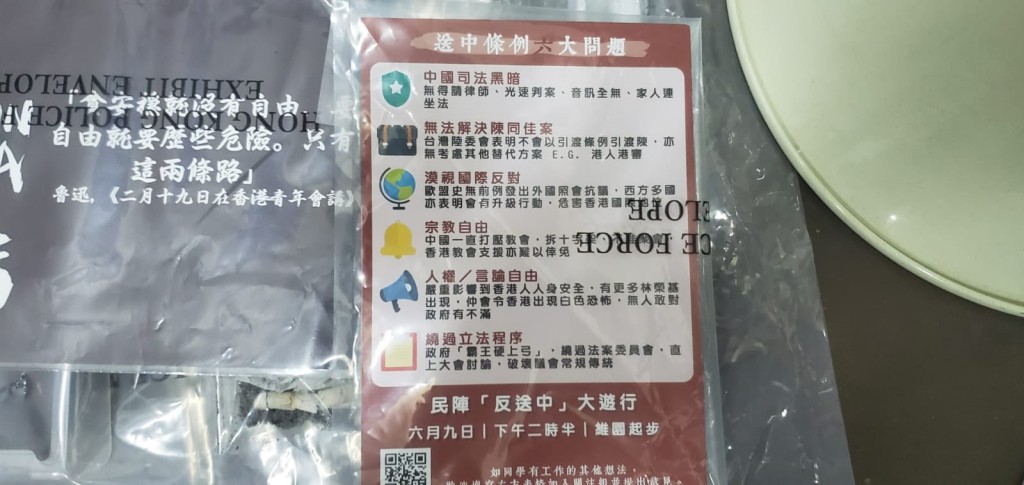 HONG KONG POLICE
EXHIBIT ENVELOPE
「會安穩就沒有自由,
自由就要歷些危險。只有
這兩條路」
魯迅,《二月十九日在香港青年會講》
送中條例六大問題
中國司法黑暗
無得請律師、光速判案、音訊全無、家人連
坐法
無法解決陳同佳案
台灣陸委會表明不會以引渡條例引渡陳,亦
無考慮其他替代方案 E.G. 港人港審
漠視國際反對
歐盟史無前例發出外國照會抗議,西方多國
亦表明會有升級行動,危害香港國際地位
宗教自由
中國一直打壓教會,拆十字
香港教會支援亦難以倖免
人權/言論自由
嚴重影響到香港人人身安全,有更多林榮基
出現,仲會令香港出現白色恐怖,無人敢對
政府有不滿
繞過立法程序
政府「霸王硬上弓」,繞過法案委員會,直
上大會討論,破壞議會常規傳統
CE FORCE
ELOPE
民陣「反送中」大遊行
六月九日|下午二時半|維園起步
如同學有工作的其他想法,